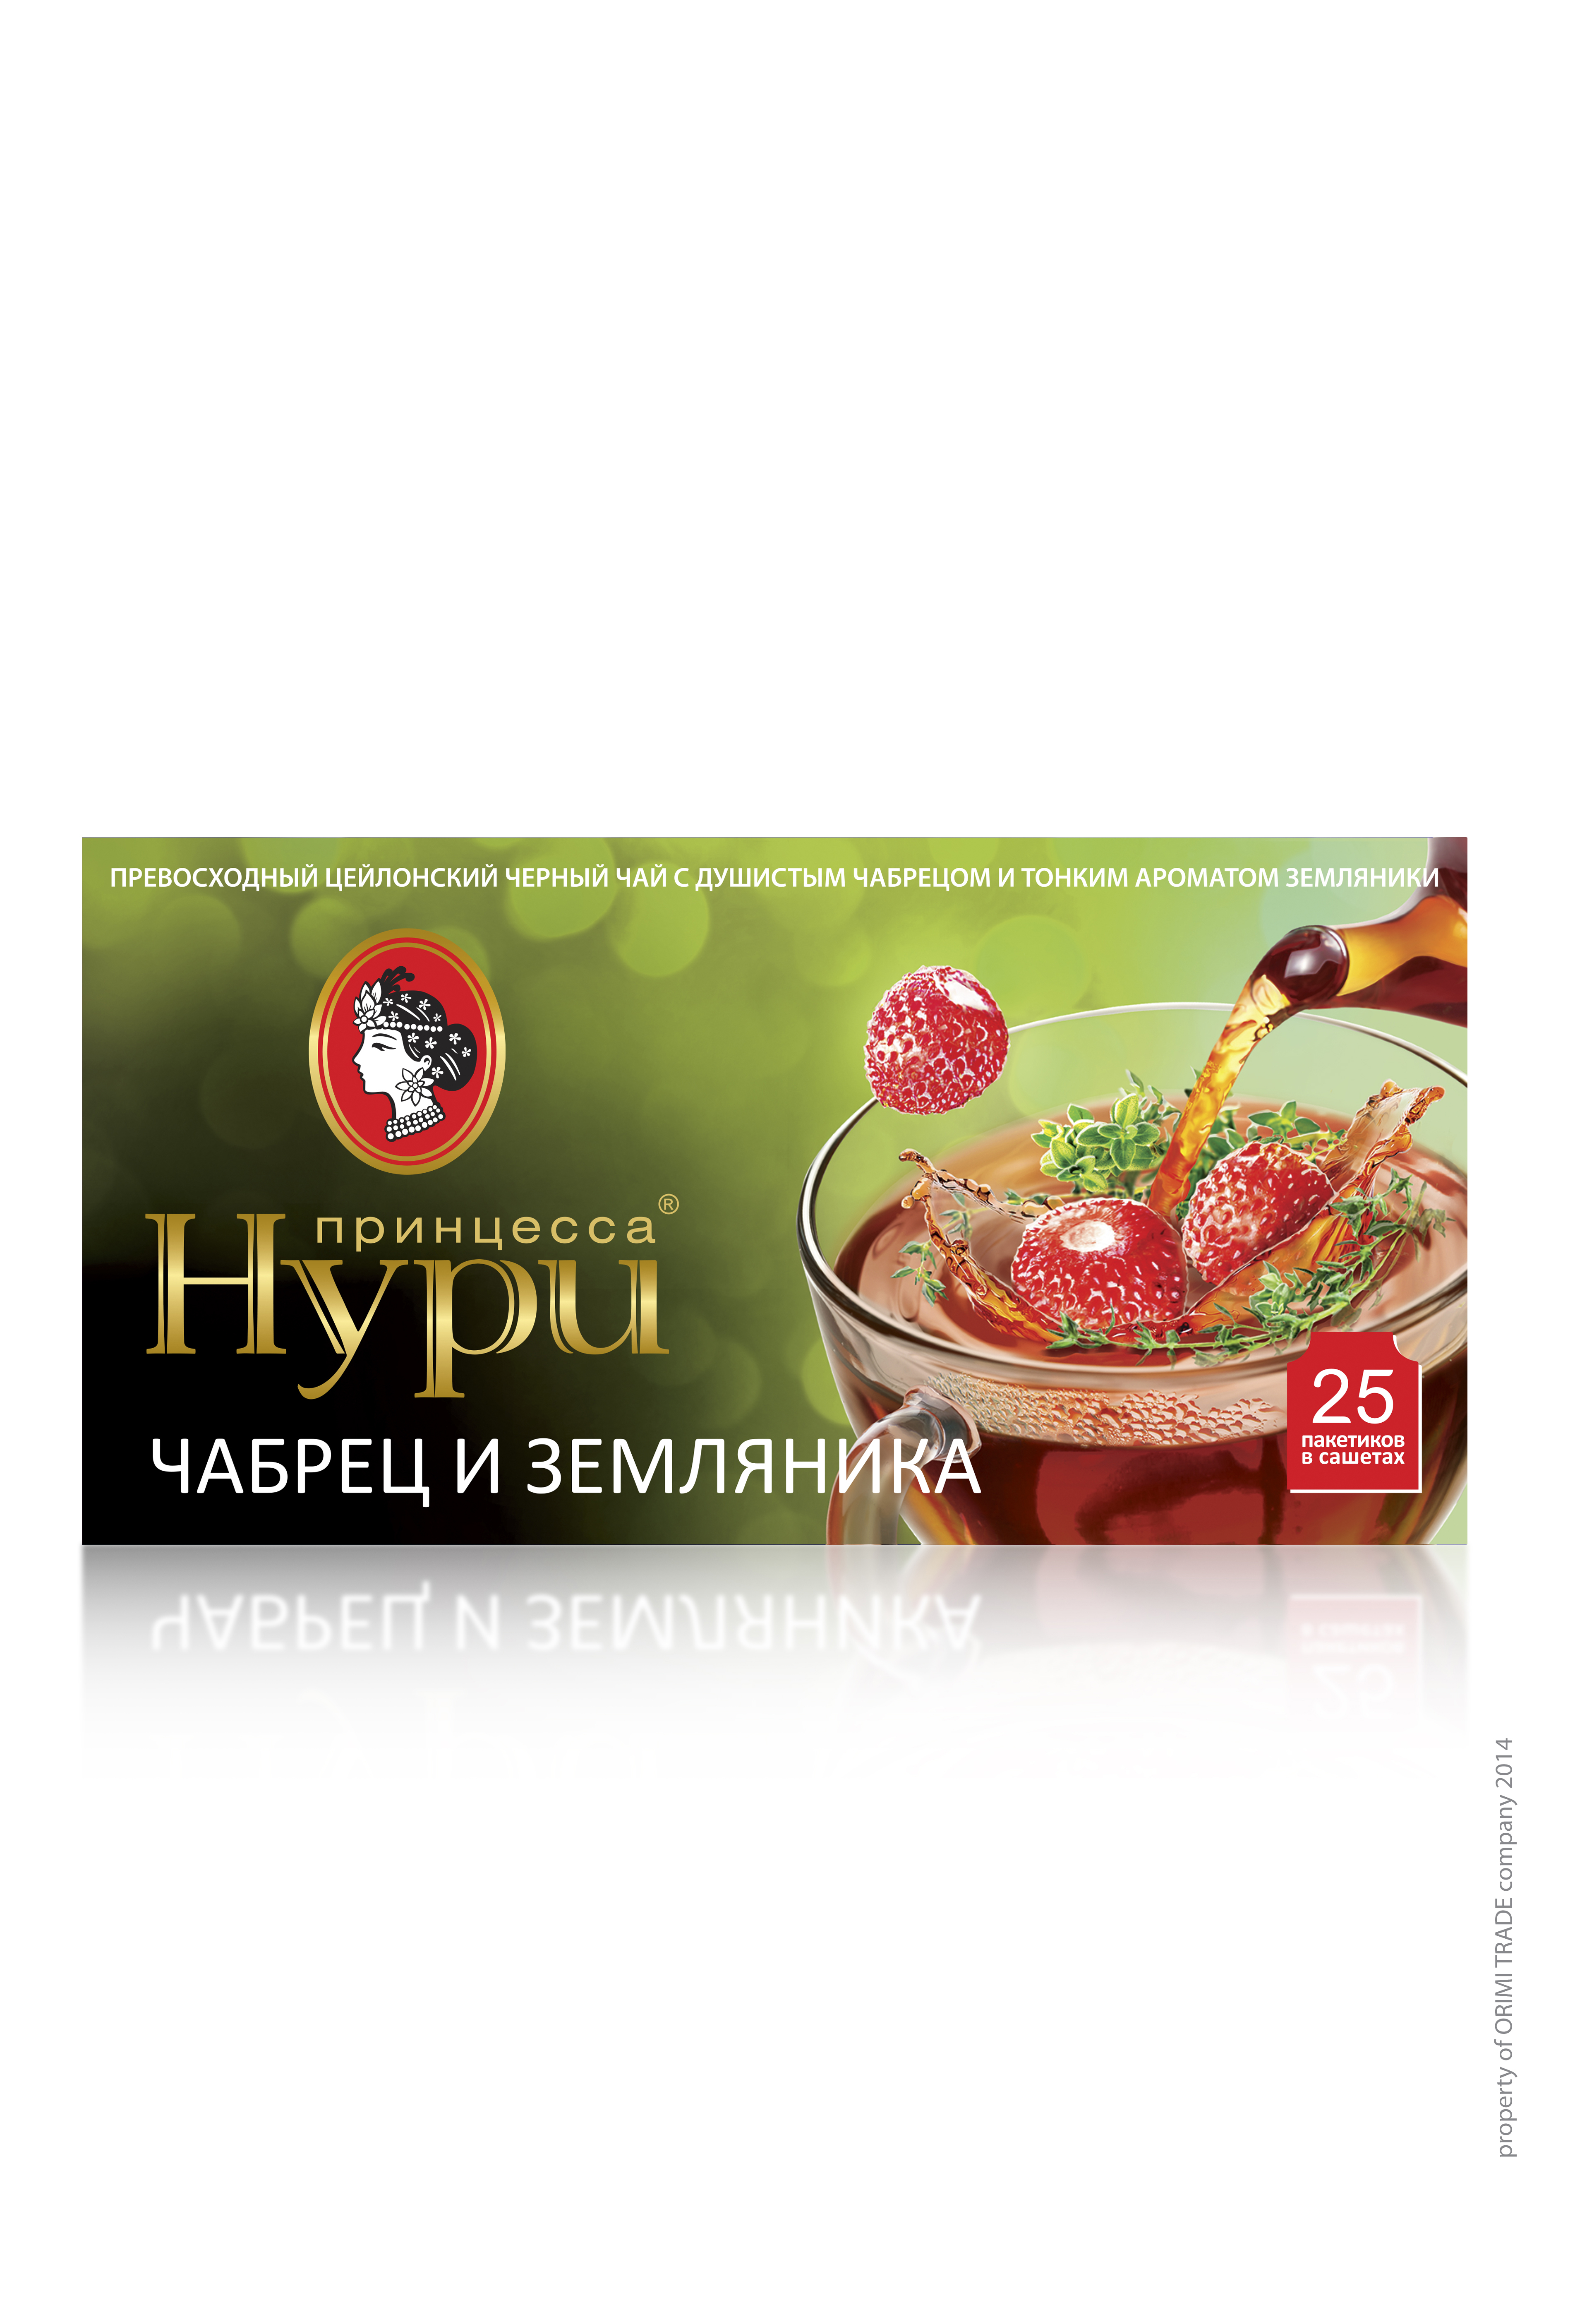 ПРЕВОСХОДНЫЙ ЦЕЙЛОНСКИЙ ЧЕРНЫЙ ЧАЙ С ДУШИСТЫМ ЧАБРЕЦОМ И ТОНКИМ АРОМАТОМ ЗЕМЛЯНИКИ
принцесса®
Нури
ЧАБРЕЦ И ЗЕМЛЯНИКА
25
пакетиков
в сашетах
property of ORIMI TRADE company 2014